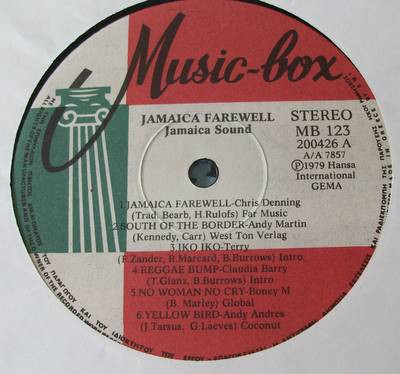 Music-box
JAMAICA FAREWELL
Jamaica Sound
STEREO
MB 123
200426 A
A/A 7857
Ⓟ1979 Hansa
International
GEMA
1.JAMAICA FAREWELL-Chris Denning
(Trad. Bearb, H.Rulofs) Far Music
2.SOUTH OF THE BORDER-Andy Martin
(Kennedy, Carr) West Ton Verlag
3.IKO IKO-Terry
(F.Zander, R.Marcard, B.Burrows) Intro
4.REGGAE BUMP-Claudia Barry
(T.Glanz, B.Burrows) Intro
5.NO WOMAN NO CRY-Boney M
(B. Marley) Global
6.YELLOW BIRD-Andy Andres
(J. Tarsua, G.Laeves) Coconut